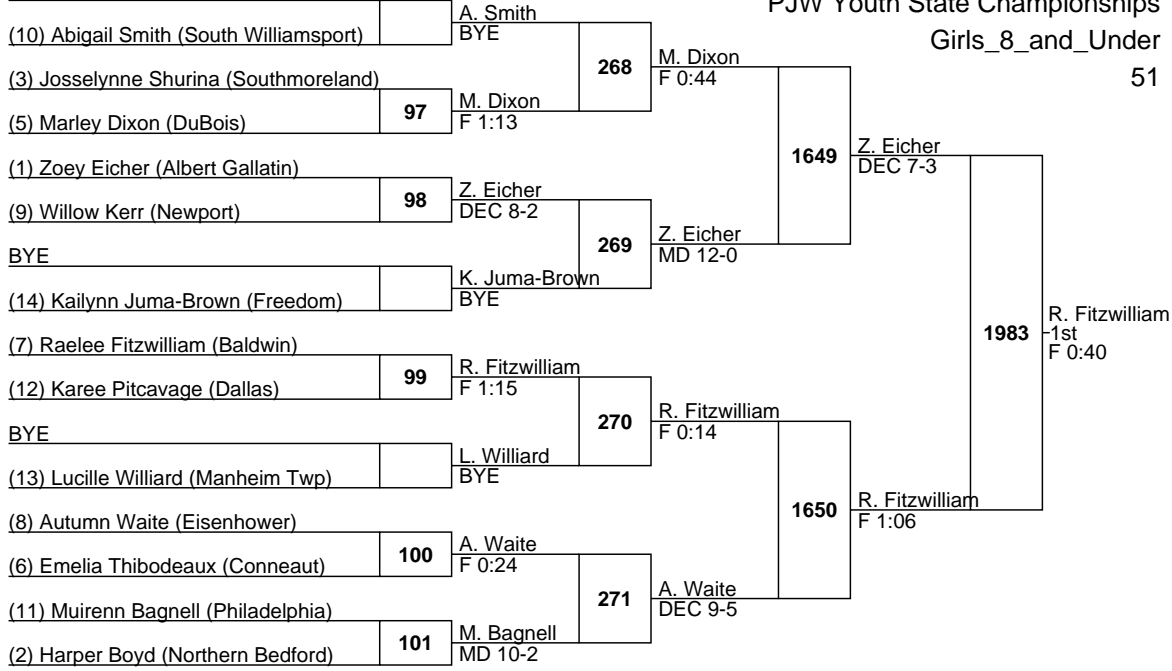 PJW Youth State Championships
Girls_8_and_Under
51
(10) Abigail Smith (South Williamsport)
(3) Josselynne Shurina (Southmoreland)
(5) Marley Dixon (DuBois)
(1) Zoey Eicher (Albert Gallatin)
(9) Willow Kerr (Newport)
BYE
(14) Kailynn Juma-Brown (Freedom)
(7) Raelee Fitzwilliam (Baldwin)
(12) Karee Pitcavage (Dallas)
BYE
(13) Lucille Williard (Manheim Twp)
(8) Autumn Waite (Eisenhower)
(6) Emelia Thibodeaux (Conneaut)
(11) Muirenn Bagnell (Philadelphia)
(2) Harper Boyd (Northern Bedford)
97
98
99
100
101
A. Smith
BYE
M. Dixon
F 1:13
Z. Eicher
DEC 8-2
K. Juma-Brown
BYE
R. Fitzwilliam
F 1:15
L. Williard
BYE
A. Waite
F 0:24
M. Bagnell
MD 10-2
268
269
270
271
M. Dixon
F 0:44
Z. Eicher
MD 12-0
R. Fitzwilliam
F 0:14
A. Waite
DEC 9-5
1649
1650
Z. Eicher
DEC 7-3
R. Fitzwilliam
F 1:06
1983
R. Fitzwilliam
1st
F 0:40